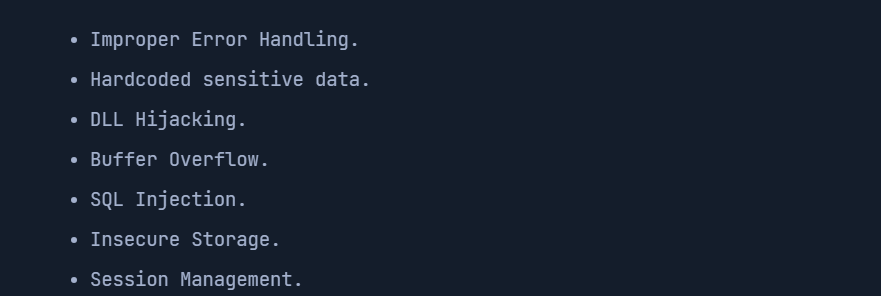 • Improper Error Handling.
• Hardcoded sensitive data.
• DLL Hijacking.
• Buffer Overflow.
• SQL Injection.
• Insecure Storage.
• Session Management.